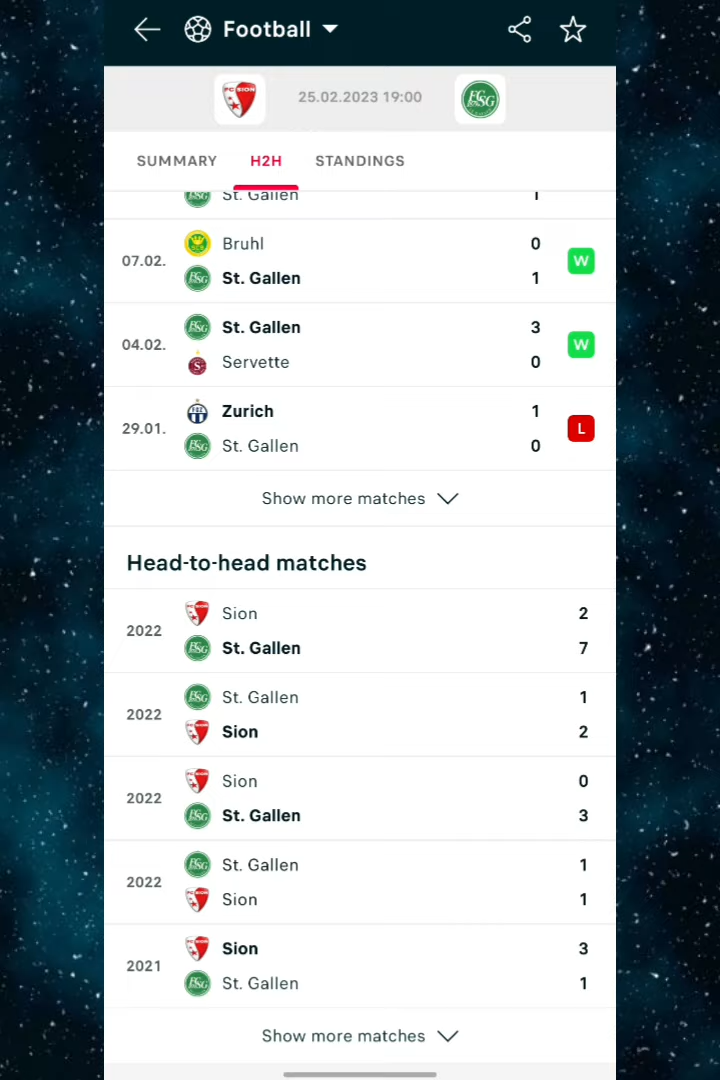 Football
25.02.2023 19:00
SUMMARY H2H STANDINGS
St. Gallen 1
07.02.
Bruhl 0
St. Gallen 1
W
04.02.
St. Gallen 3
Servette 0
W
29.01.
Zurich 1
St. Gallen 0
L
Show more matches
Head-to-head matches
2022
Sion 2
St. Gallen 7
2022
St. Gallen 1
Sion 2
2022
Sion 0
St. Gallen 3
2022
St. Gallen 1
Sion 1
2021
Sion 3
St. Gallen 1
Show more matches